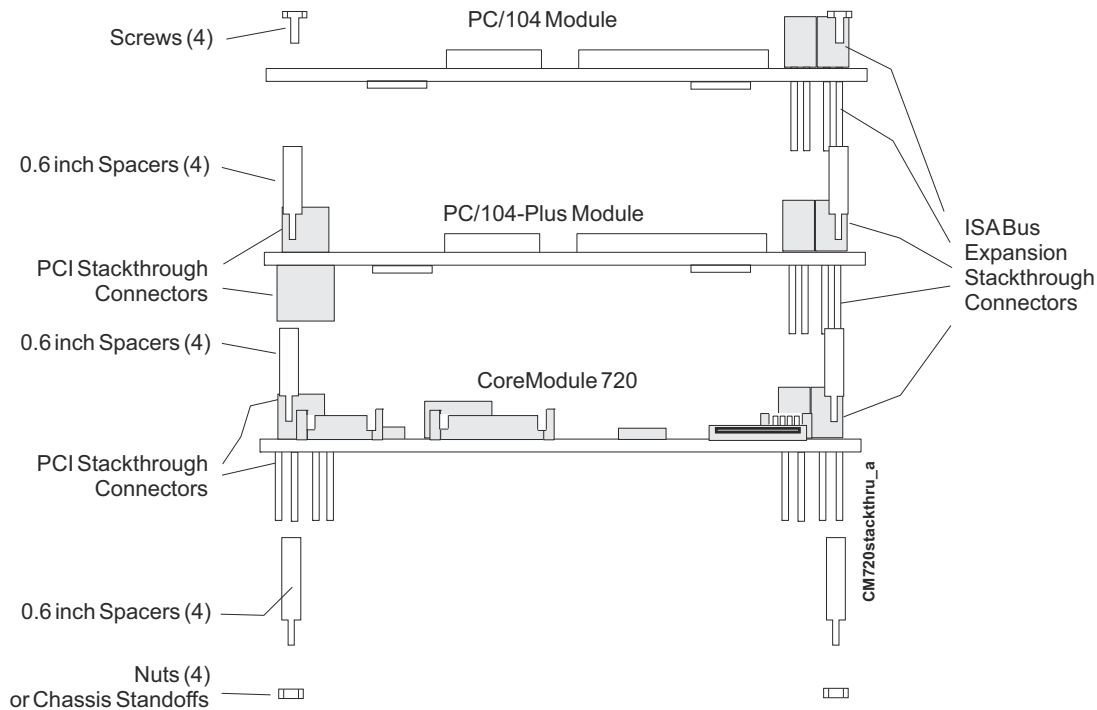 PC/104 Module
Screws (4)
0.6 inch Spacers (4)
PC/104-Plus Module
ISA Bus
Expansion
Stackthrough
Connectors
PCI Stackthrough
Connectors
0.6 inch Spacers (4)
CoreModule 720
PCI Stackthrough
Connectors
CM720stackthru_a
0.6 inch Spacers (4)
Nuts (4)
or Chassis Standoffs